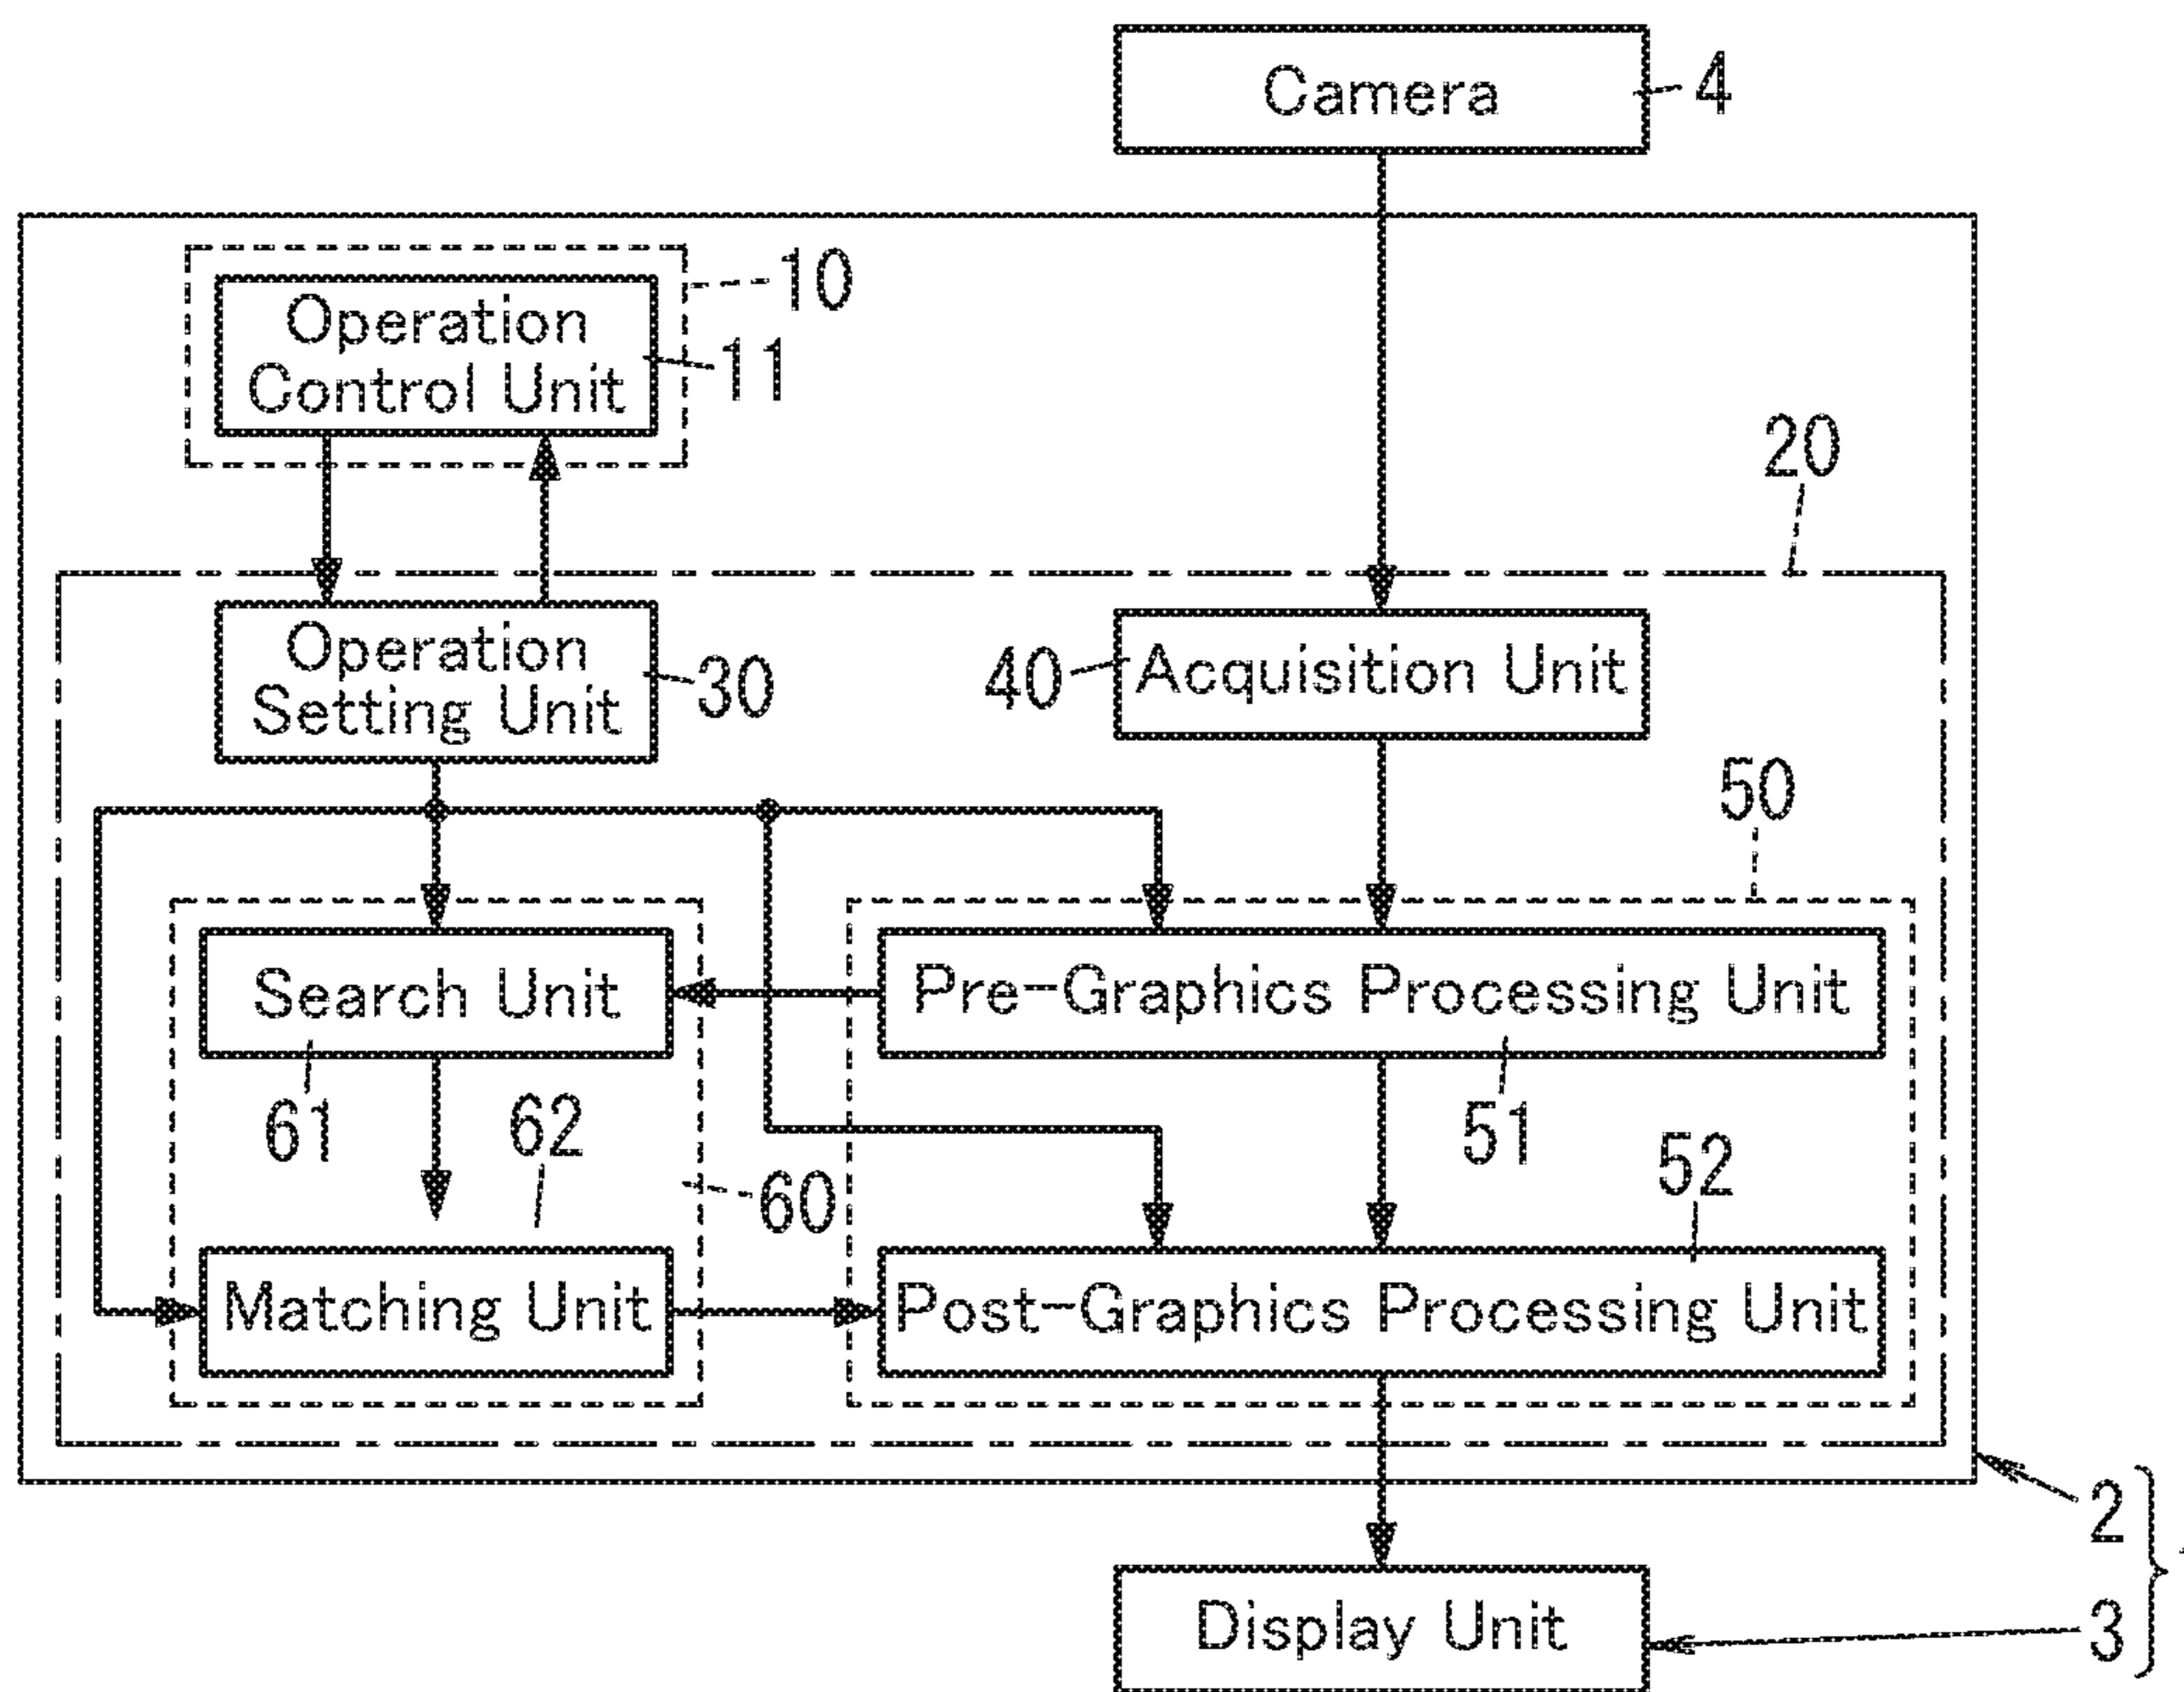 Camera
4
10
Operation
Control Unit
11
20
Operation
Setting Unit
30
40
Acquisition Unit
50
Search Unit
Pre-Graphics Processing Unit
61
62
51
52
60
Matching Unit
Post-Graphics Processing Unit
2
Display Unit
3